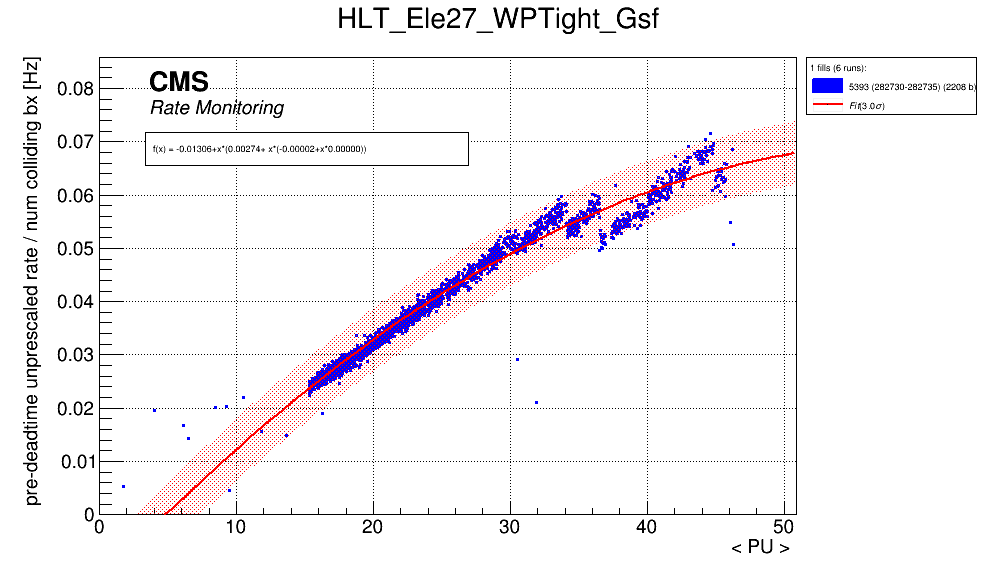 HLT_Ele27_WPTight_Gsf
pre-deadtime unprescaled rate / num colliding bx [Hz]
0.08
0.07
0.06
0.05
0.04
0.03
0.02
0.01
0
CMS
Rate Monitoring
f(x) = -0.01306+x*(0.00274+ x*(-0.00002+x*0.00000))
1 fills (6 runs):
5393 (282730-282735) (2208 b)
Fit(3.0σ)
0 10 20 30 40 50
< PU >